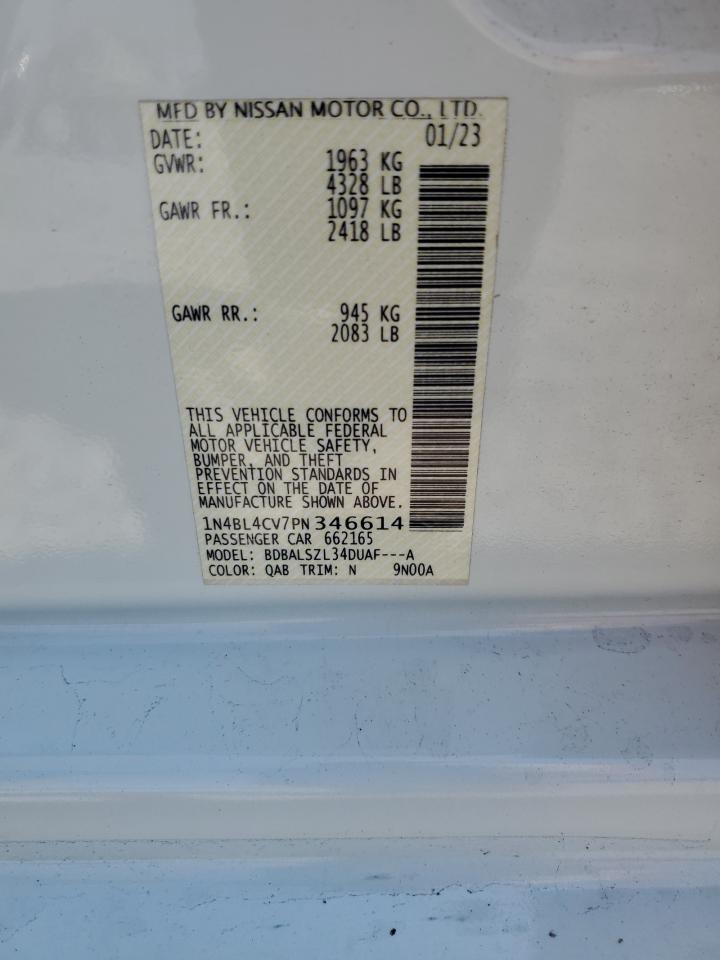 MFD BY NISSAN MOTOR CO., LTD.
DATE: 01/23
GVWR: 1963 KG
4328 LB
GAWR FR.: 1097 KG
2418 LB
GAWR RR.: 945 KG
2083 LB
THIS VEHICLE CONFORMS TO
ALL APPLICABLE FEDERAL
MOTOR VEHICLE SAFETY,
BUMPER, AND THEFT
PREVENTION STANDARDS IN
EFFECT ON THE DATE OF
MANUFACTURE SHOWN ABOVE.
1N4BL4CV7PN346614
PASSENGER CAR 662165
MODEL: BDBALSZL34DUAF---A
COLOR: QAB TRIM: N 9N00A